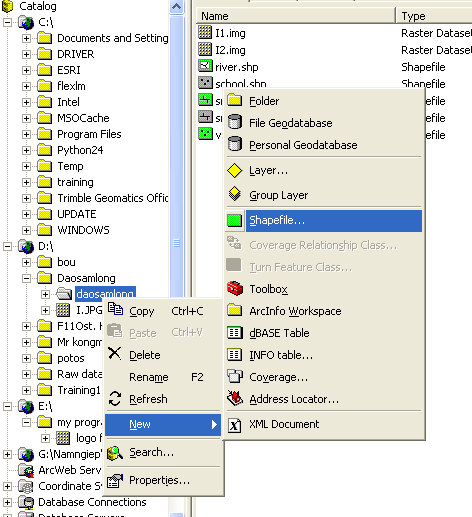 Catalog
C:\
Documents and Setting
DRIVER
ESRI
flexlm
Intel
MSOCache
Program Files
Python24
Temp
training
Trimble Geomatics Offic
UPDATE
WINDOWS
D:\
bou
Daosamlong
daosamlong
I.JPG
F11Ost.
Mr kongm
potos
Raw data
Training1
E:\
my progra
logo f
G:\Namngiep'
ArcWeb Serv
Coordinate Sy
Database Connections
Database Servers
Name Type
I1.img Raster Dataset
I2.img Raster Dataset
river.shp Shapefile
school.shp Shapefile
Copy Ctrl+C
Paste Ctrl+V
Delete
Rename F2
Refresh
New
Search...
Properties...
Folder
File Geodatabase
Personal Geodatabase
Layer...
Group Layer
Shapefile...
Coverage Relationship Class...
Turn Feature Class...
Toolbox
ArcInfo Workspace
dBASE Table
INFO table...
Coverage...
Address Locator...
XML Document